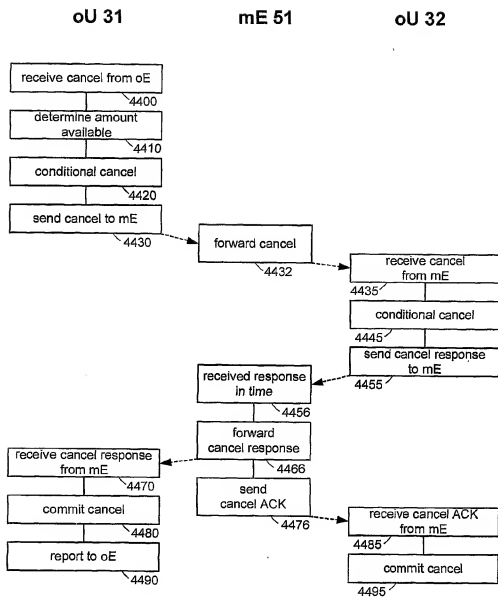 oU 31
mE 51
oU 32
receive cancel from oE
4400
determine amount
available
4410
conditional cancel
4420
send cancel to mE
4430
forward cancel
4432
receive cancel
from mE
4435
conditional cancel
4445
send cancel response
to mE
4455
received response
in time
4456
forward
cancel response
4466
receive cancel response
from mE
4470
send
cancel ACK
4476
commit cancel
4480
receive cancel ACK
from mE
4485
report to oE
4490
commit cancel
4495